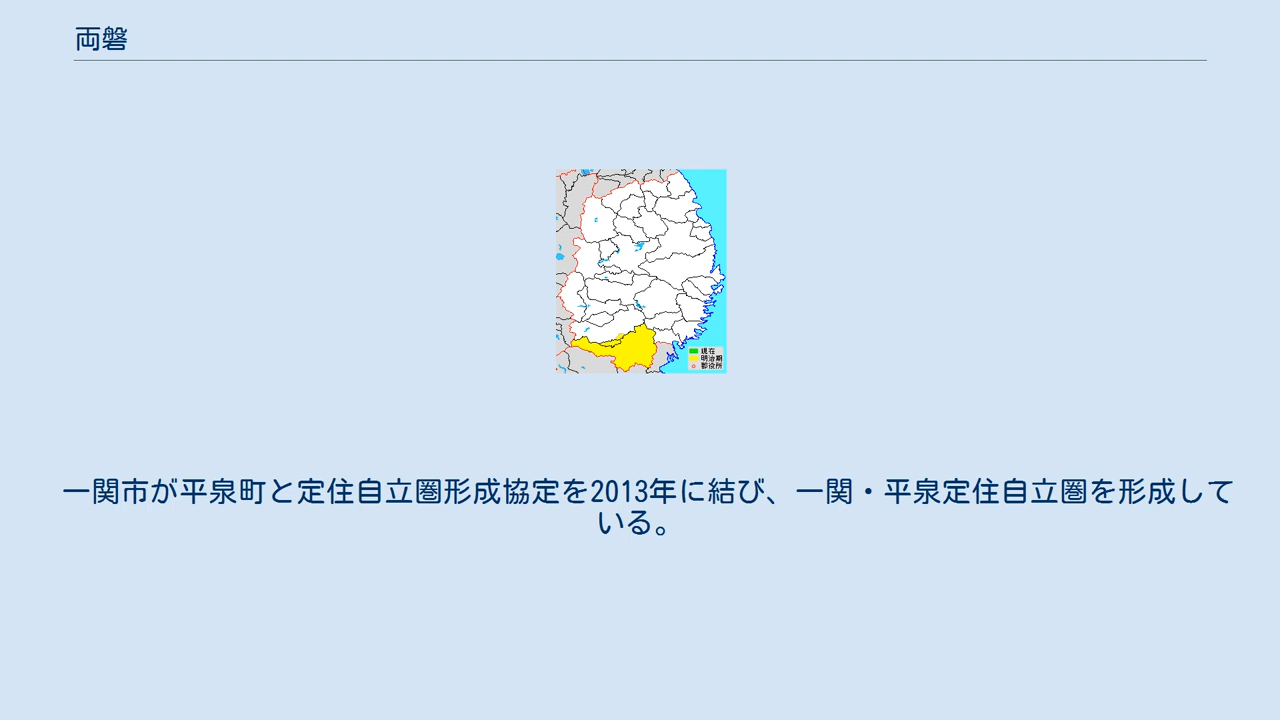 両磐
現在
明治期
郡役所
一関市が平泉町と定住自立圏形成協定を2013年に結び、一関・平泉定住自立圏を形成して
いる。